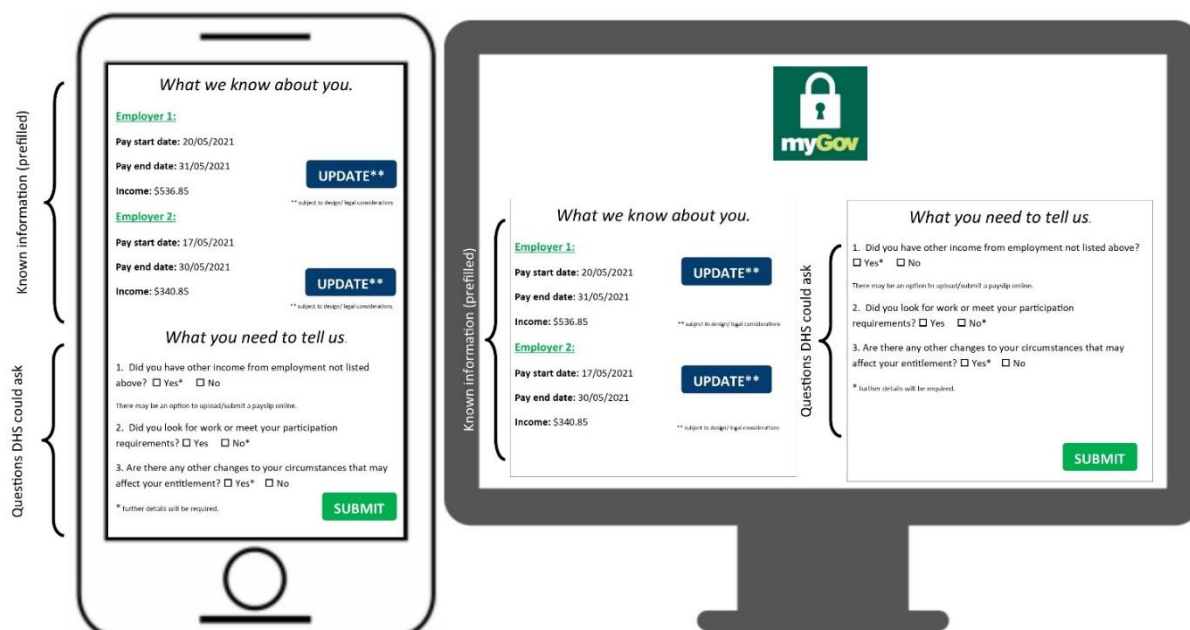 Known information (prefilled)
What we know about you.
Employer 1:
Pay start date: 20/05/2021
Pay end date: 31/05/2021
UPDATE**
Income: $536.85
** subject to design/ legal considerations
Employer 2:
Pay start date: 17/05/2021
Pay end date: 30/05/2021
UPDATE**
Income: $340.85
** subject to design/ legal considerations
Questions DHS could ask
What you need to tell us.
1. Did you have other income from employment not listed
above? ☐ Yes* ☐ No
There may be an option to upload/submit a payslip online.
2. Did you look for work or meet your participation
requirements? ☐ Yes ☐ No*
3. Are there any other changes to your circumstances that may
affect your entitlement? ☐ Yes* ☐ No
* further details will be required.
SUBMIT
myGov
Known information (prefilled)
What we know about you.
Employer 1:
Pay start date: 20/05/2021
UPDATE**
Pay end date: 31/05/2021
Income: $536.85
** subject to design/ legal considerations
Employer 2:
Pay start date: 17/05/2021
UPDATE**
Pay end date: 30/05/2021
Income: $340.85
** subject to design/ legal considerations
Questions DHS could ask
What you need to tell us.
1. Did you have other income from employment not listed above?
☐ Yes* ☐ No
There may be an option to upload/submit a payslip online.
2. Did you look for work or meet your participation
requirements? ☐ Yes ☐ No*
3. Are there any other changes to your circumstances that may
affect your entitlement? ☐ Yes* ☐ No
* further details will be required.
SUBMIT